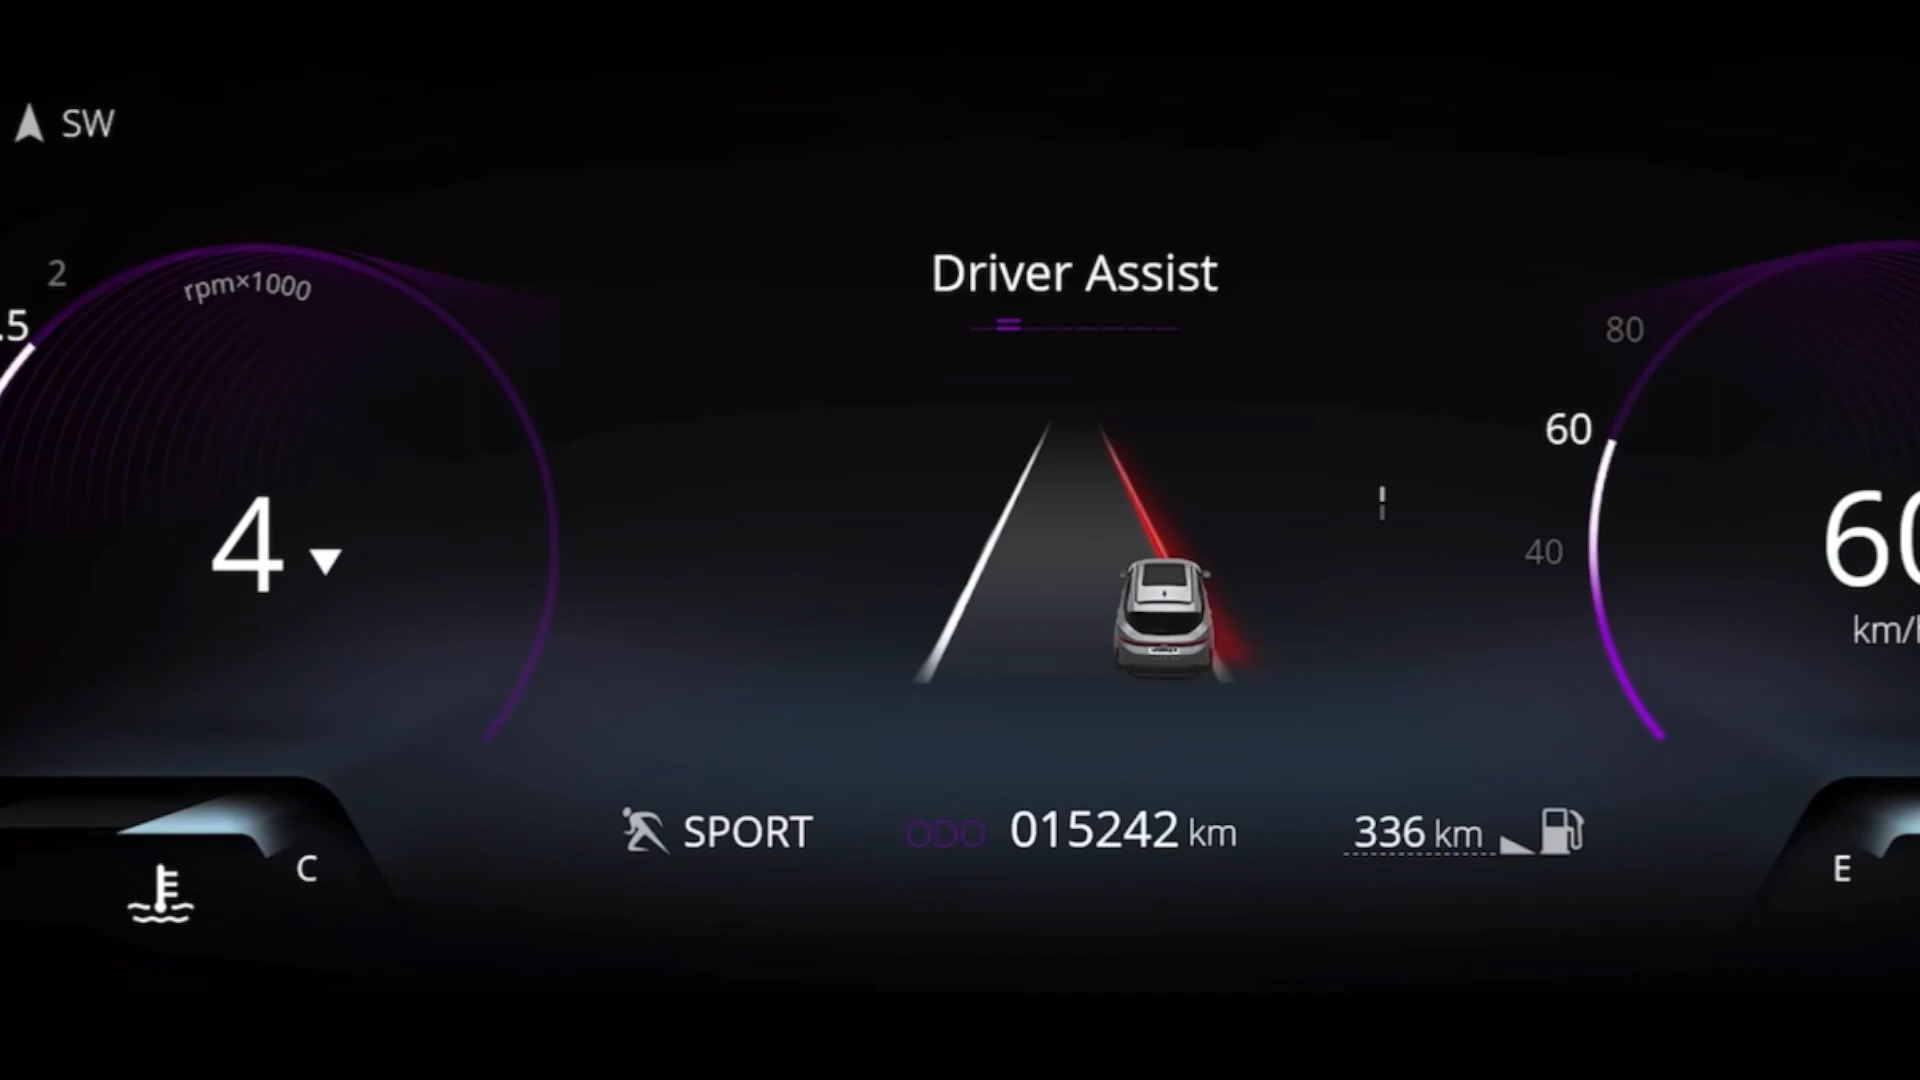 SW
2
.5
rpm×1000
4
Driver Assist
80
60
40
60
km/h
SPORT
ODO 015242 km
336 km
C
E